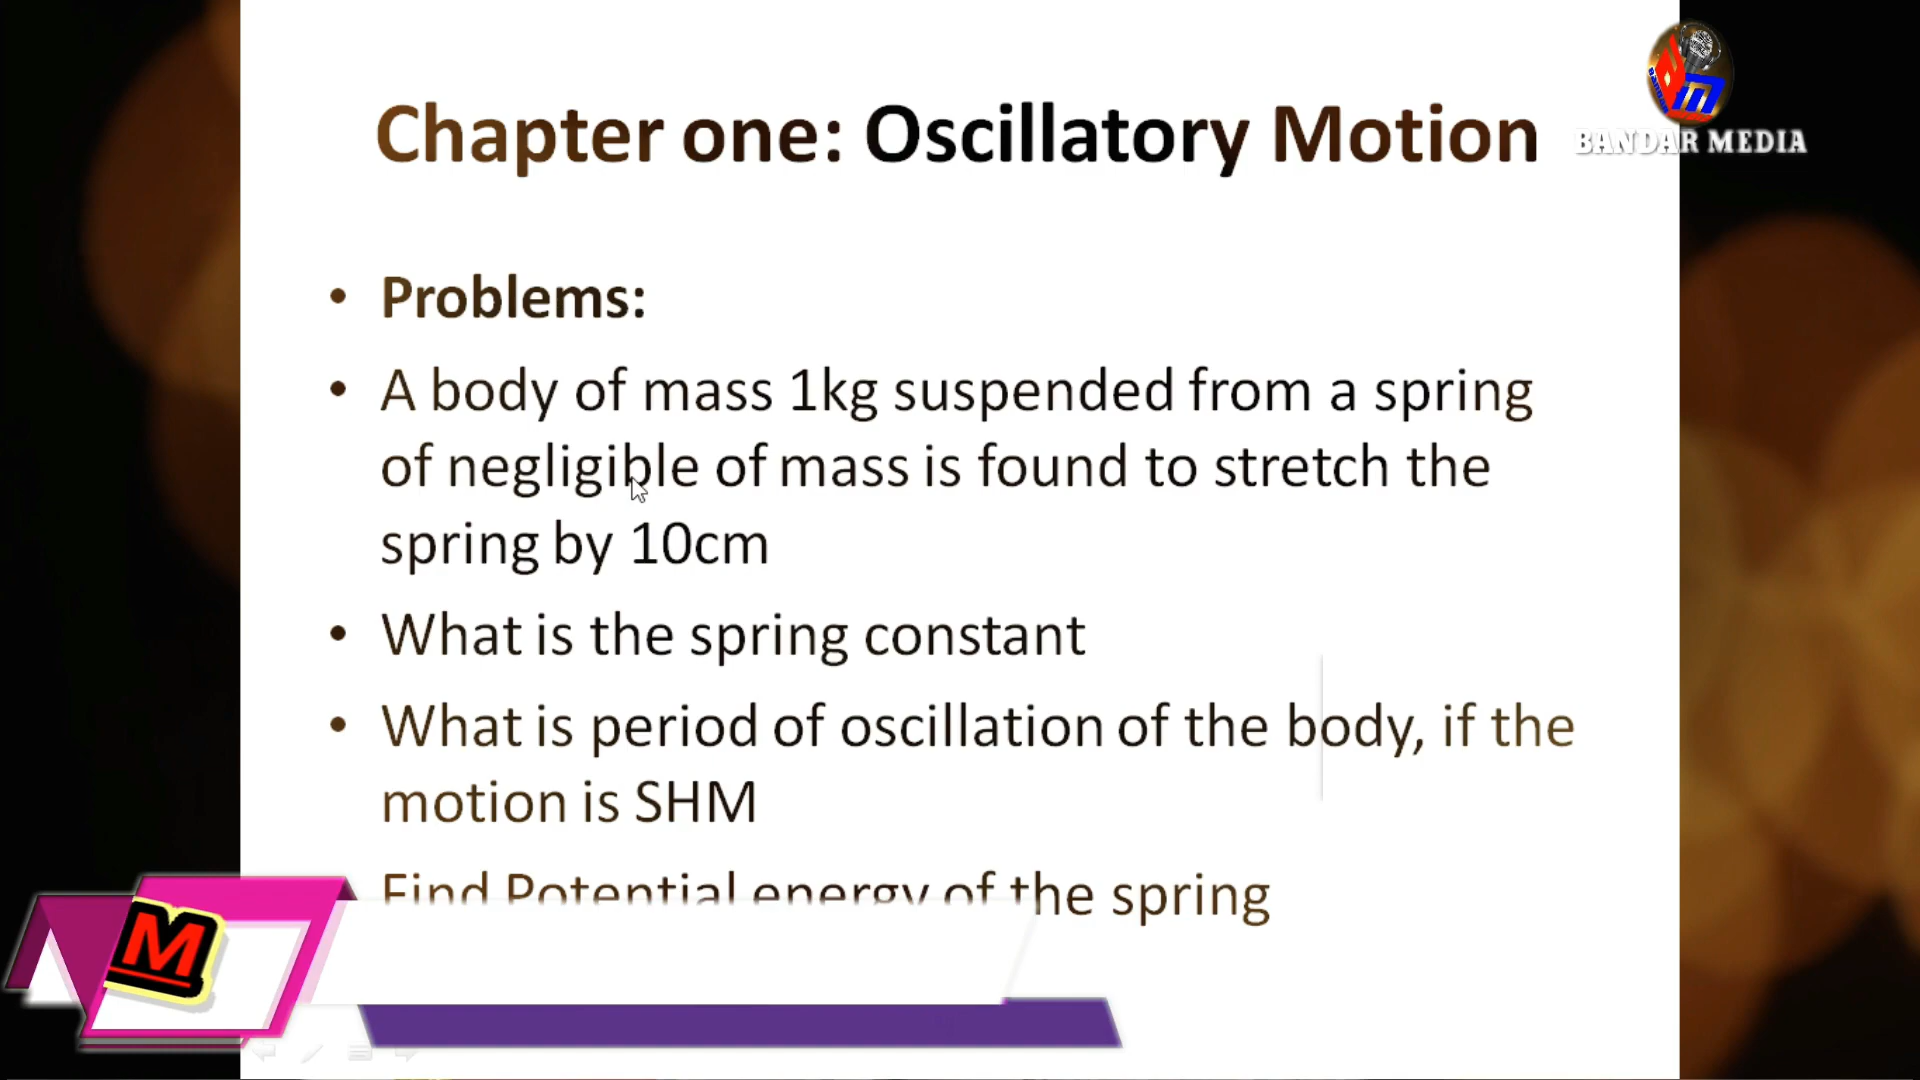 BANDAR MEDIA
Chapter one: Oscillatory Motion
• Problems:
• A body of mass 1kg suspended from a spring
of negligible of mass is found to stretch the
spring by 10cm
• What is the spring constant
• What is period of oscillation of the body, if the
motion is SHM
Find Potential energy of the spring
M